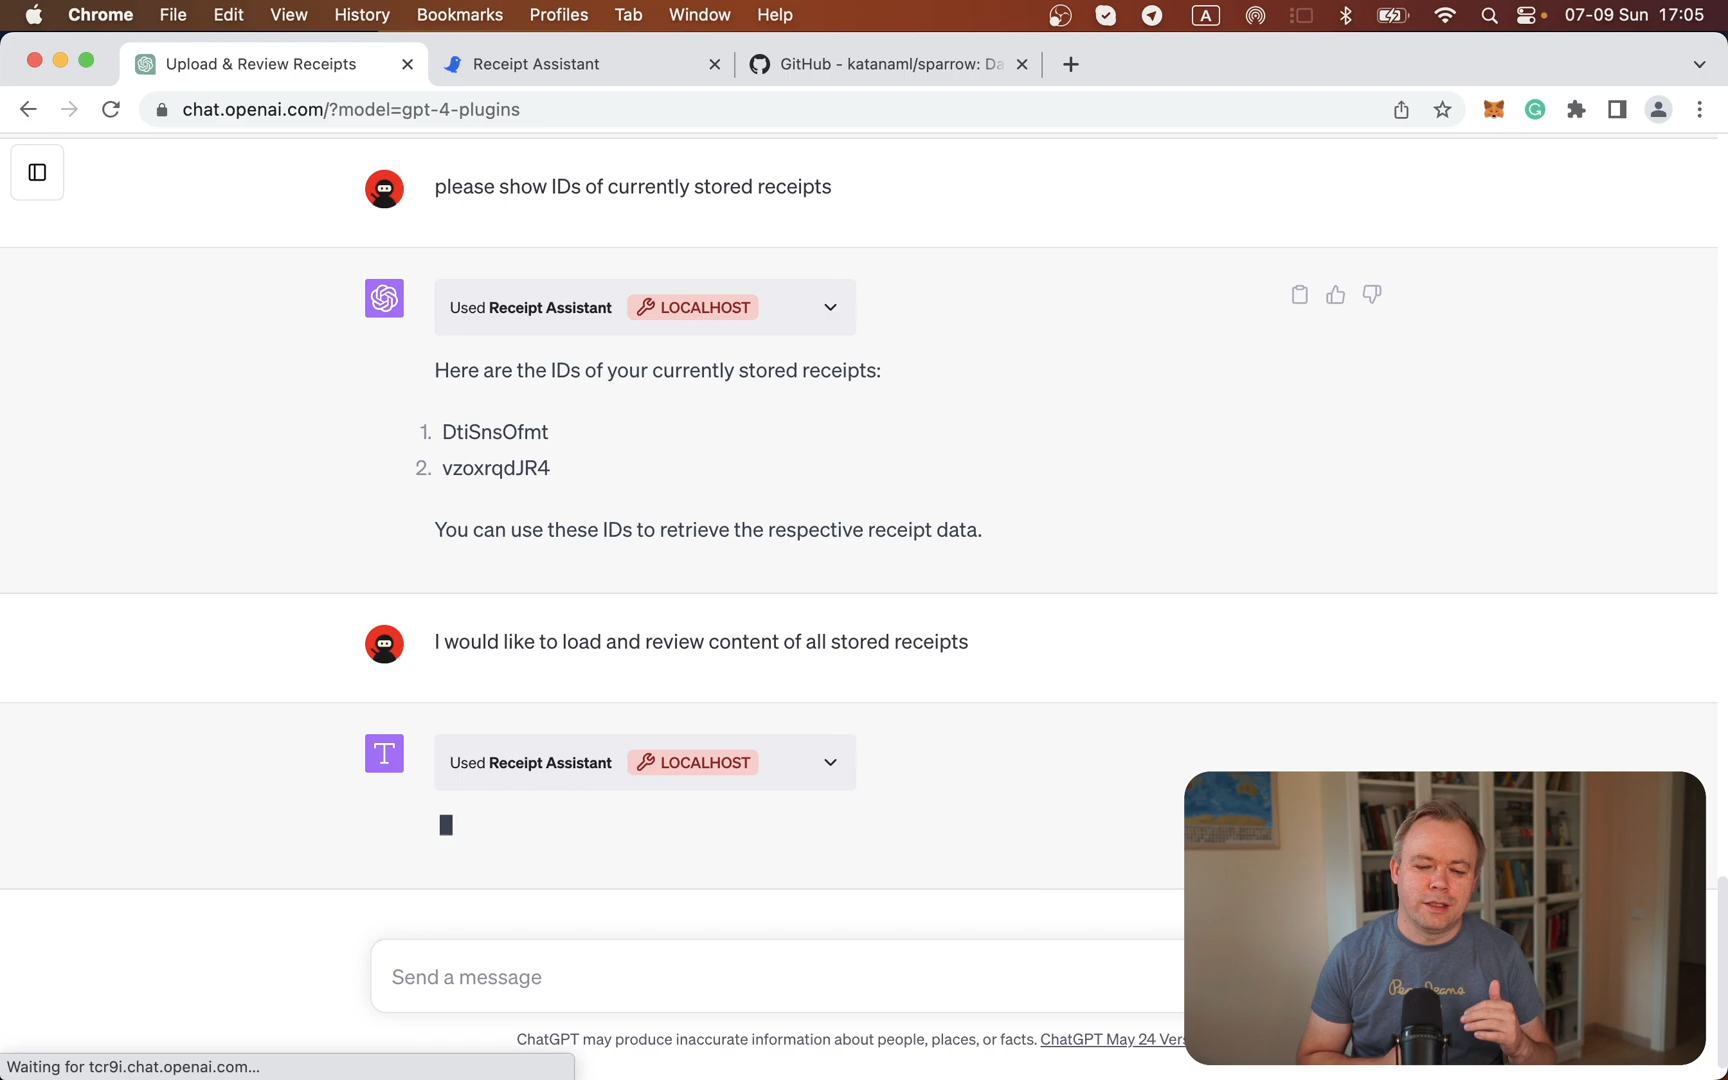 Chrome File Edit View History Bookmarks Profiles Tab Window Help A 07-09 Sun 17:05
Upload & Review Receipts Receipt Assistant GitHub - katanaml/sparrow: Da
chat.openai.com/?model=gpt-4-plugins
please show IDs of currently stored receipts
Used Receipt Assistant LOCALHOST
Here are the IDs of your currently stored receipts:
1. DtiSnsOfmt
2. vzoxrqdJR4
You can use these IDs to retrieve the respective receipt data.
I would like to load and review content of all stored receipts
T Used Receipt Assistant LOCALHOST
Send a message
ChatGPT may produce inaccurate information about people, places, or facts. ChatGPT May 24 Vers
Pepe Jeans
Waiting for tcr9i.chat.openai.com...